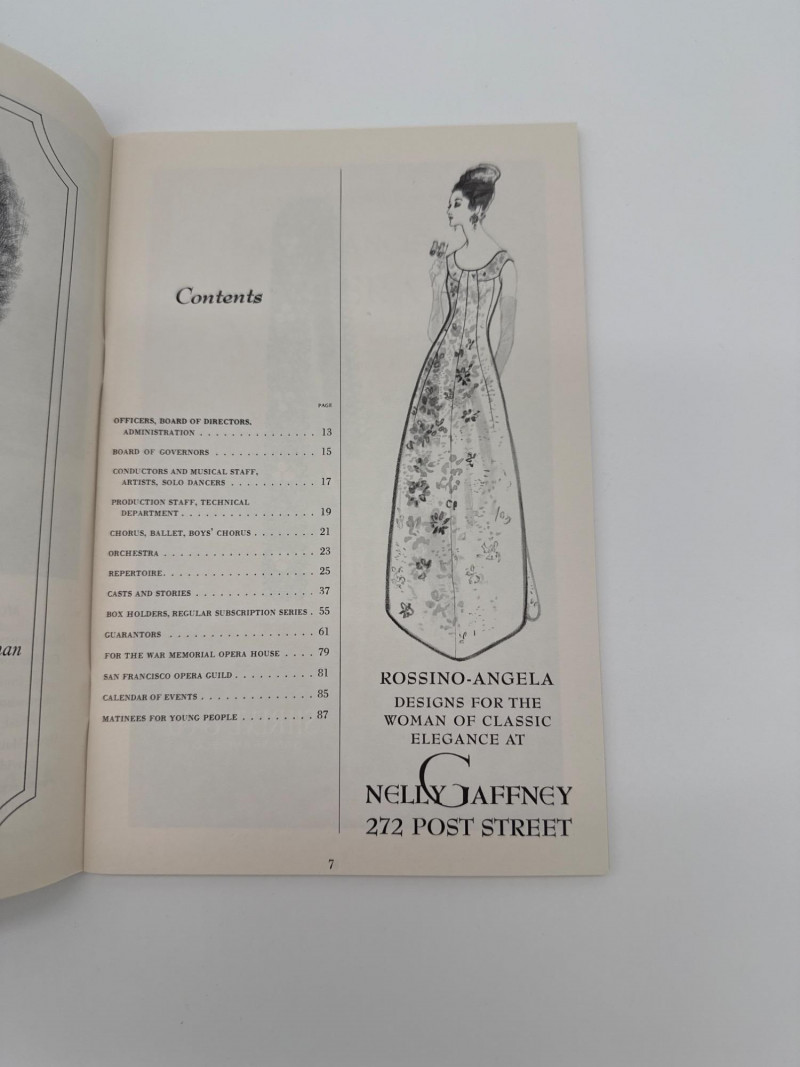 an
Contents
PAGE
OFFICERS, BOARD OF DIRECTORS,
ADMINISTRATION . . . . . . . . . . . . . . . 13
BOARD OF GOVERNORS . . . . . . . . . . . . . 15
CONDUCTORS AND MUSICAL STAFF,
ARTISTS, SOLO DANCERS . . . . . . . . . . . 17
PRODUCTION STAFF, TECHNICAL
DEPARTMENT . . . . . . . . . . . . . . . . . 19
CHORUS, BALLET, BOYS' CHORUS . . . . . . . . 21
ORCHESTRA . . . . . . . . . . . . . . . . . . . 23
REPERTOIRE. . . . . . . . . . . . . . . . . . . 25
CASTS AND STORIES . . . . . . . . . . . . . . . 37
BOX HOLDERS, REGULAR SUBSCRIPTION SERIES . 55
GUARANTORS . . . . . . . . . . . . . . . . . . 61
FOR THE WAR MEMORIAL OPERA HOUSE . . . . 79
SAN FRANCISCO OPERA GUILD . . . . . . . . . . 81
CALENDAR OF EVENTS . . . . . . . . . . . . . . 85
MATINEES FOR YOUNG PEOPLE . . . . . . . . . 87
7
ROSSINO-ANGELA
DESIGNS FOR THE
WOMAN OF CLASSIC
ELEGANCE AT
NELLY GAFFNEY
272 POST STREET